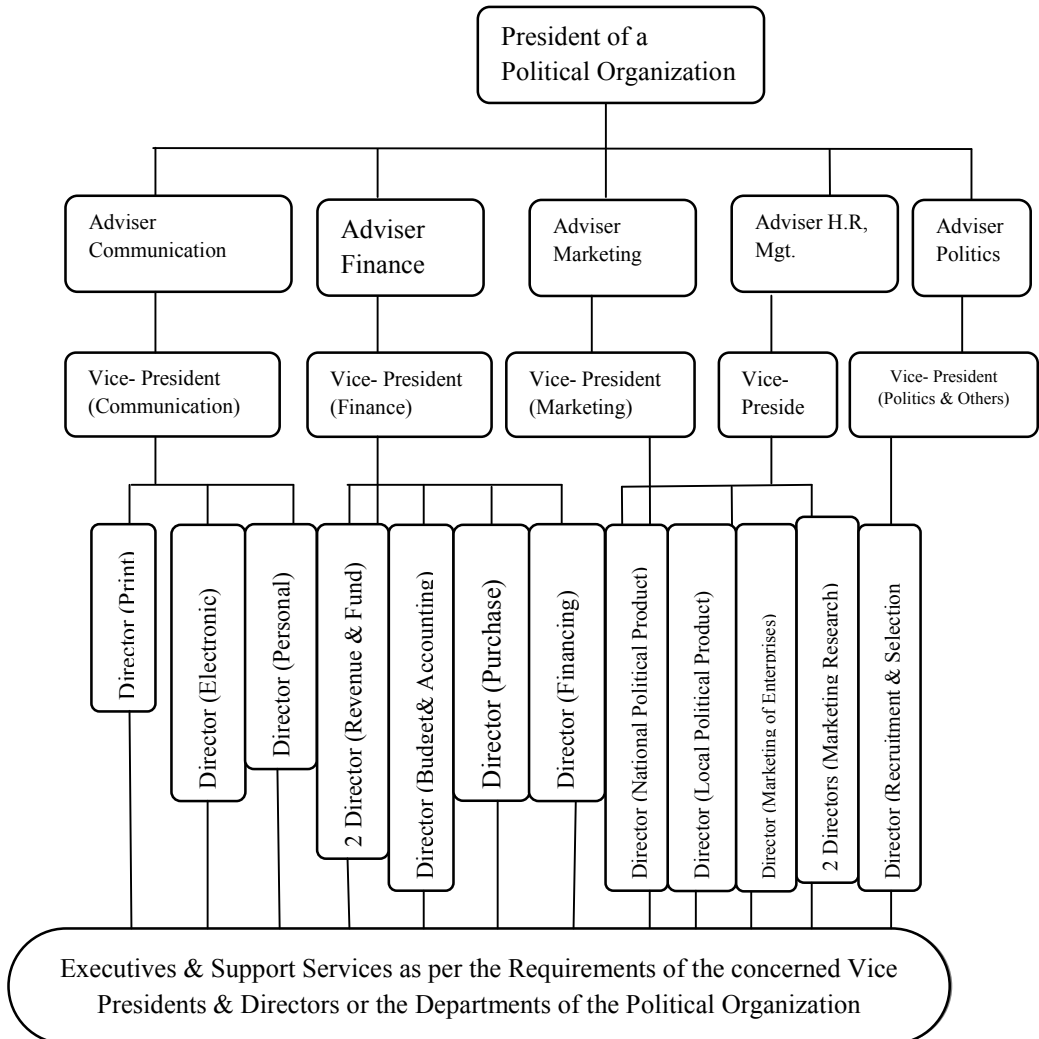 President of a
Political Organization
Adviser
Communication
Adviser
Finance
Adviser
Marketing
Adviser H.R,
Mgt.
Adviser
Politics
Vice- President
(Communication)
Vice- President
(Finance)
Vice- President
(Marketing)
Vice-
Preside
Vice- President
(Politics & Others)
Director (Print)
Director (Electronic)
Director (Personal)
2 Director (Revenue & Fund
Director (Budget& Accounting)
Director (Purchase)
Director (Financing)
Director (National Political Product)
Director (Local Political Product)
Director (Marketing of Enterprises)
2 Directors (Marketing Research)
Director (Recruitment & Selection
Executives & Support Services as per the Requirements of the concerned Vice
Presidents & Directors or the Departments of the Political Organization